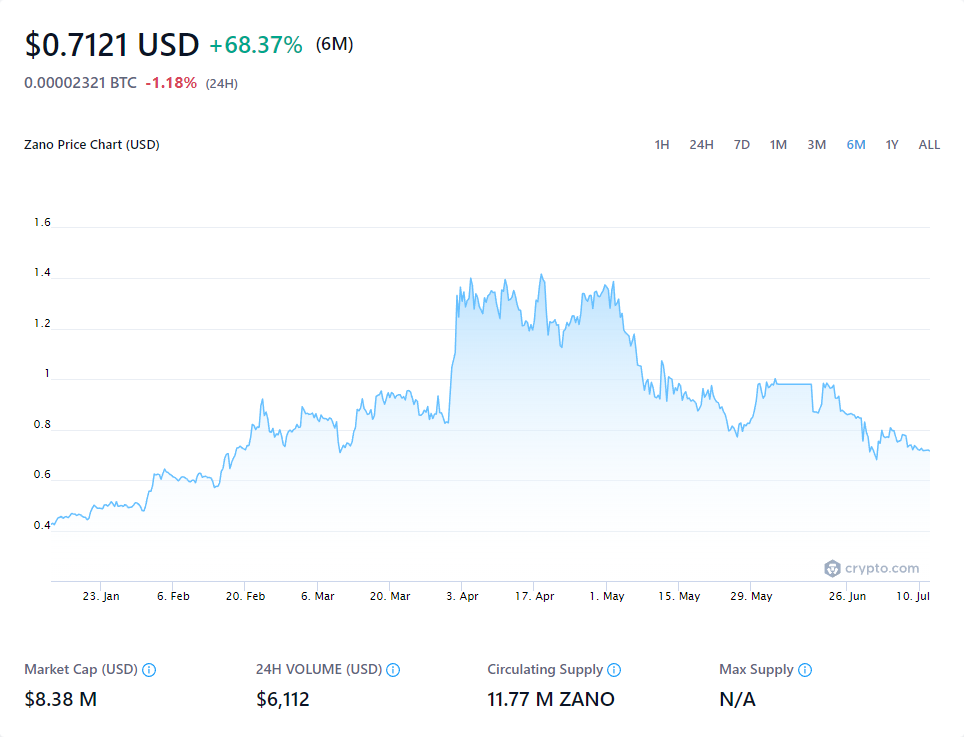 $0.7121 USD +68.37% (6M)
0.00002321 BTC -1.18% (24H)
Zano Price Chart (USD) 1H 24H 7D 1M 3M 6M 1Y ALL
1.6
1.4
1.2
1
0.8
0.6
0.4
crypto.com
23. Jan 6. Feb 20. Feb 6. Mar 20. Mar 3. Apr 17. Apr 1. May 15. May 29. May 26. Jun 10. Jul
Market Cap (USD) 24H VOLUME (USD) Circulating Supply Max Supply
$8.38 M $6,112 11.77 M ZANO N/A